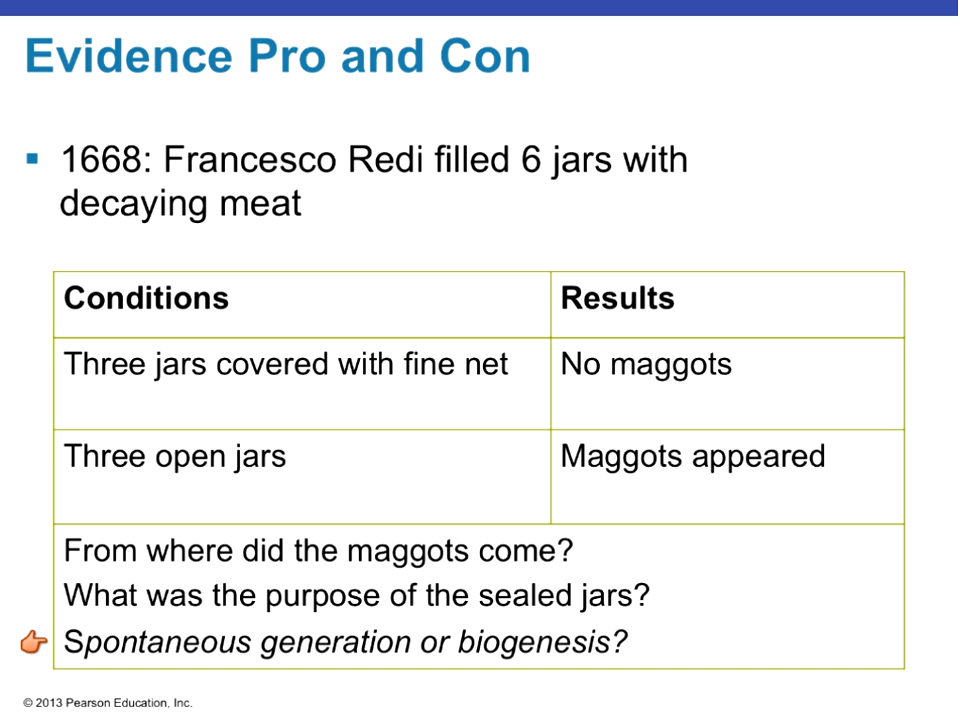 Evidence Pro and Con
1668: Francesco Redi filled 6 jars with
decaying meat
Conditions
Results
Three jars covered with fine net
No maggots
Three open jars
Maggots appeared
From where did the maggots come?
What was the purpose of the sealed jars?
Spontaneous generation or biogenesis?
© 2013 Pearson Education, Inc.